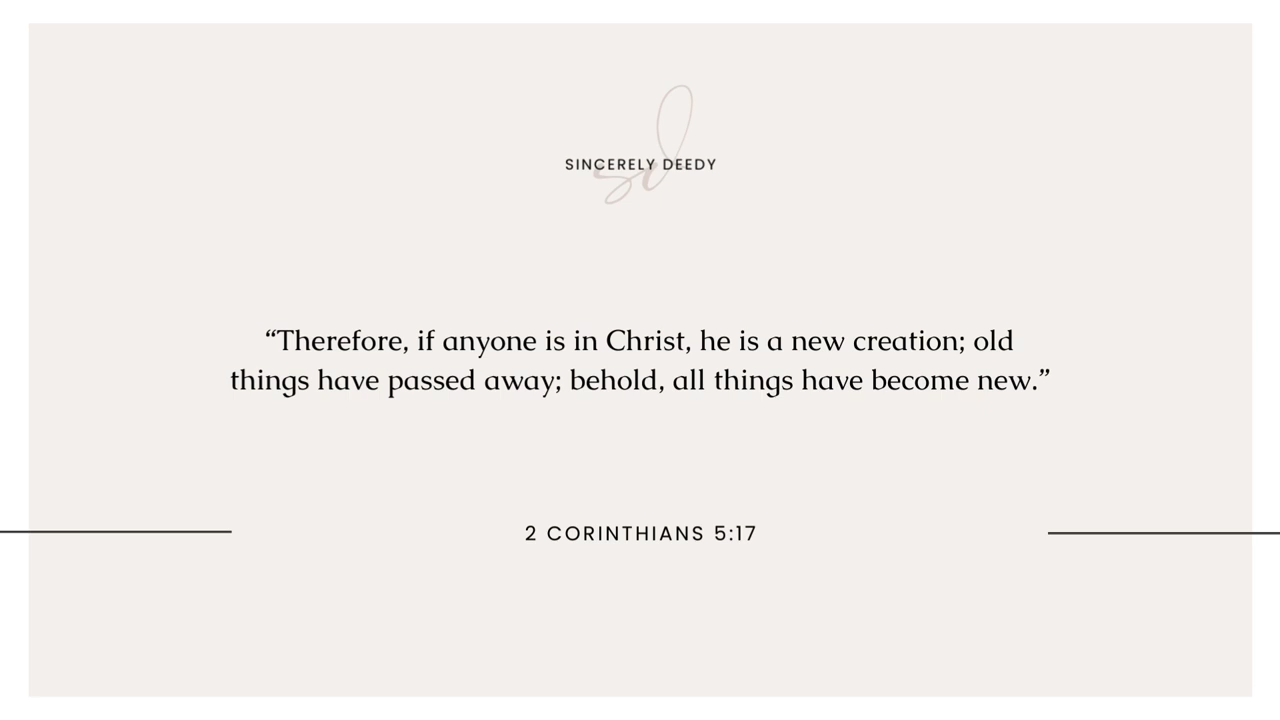 sd
SINCERELY DEEDY
“Therefore, if anyone is in Christ, he is a new creation; old
things have passed away; behold, all things have become new.”
2 CORINTHIANS 5:17